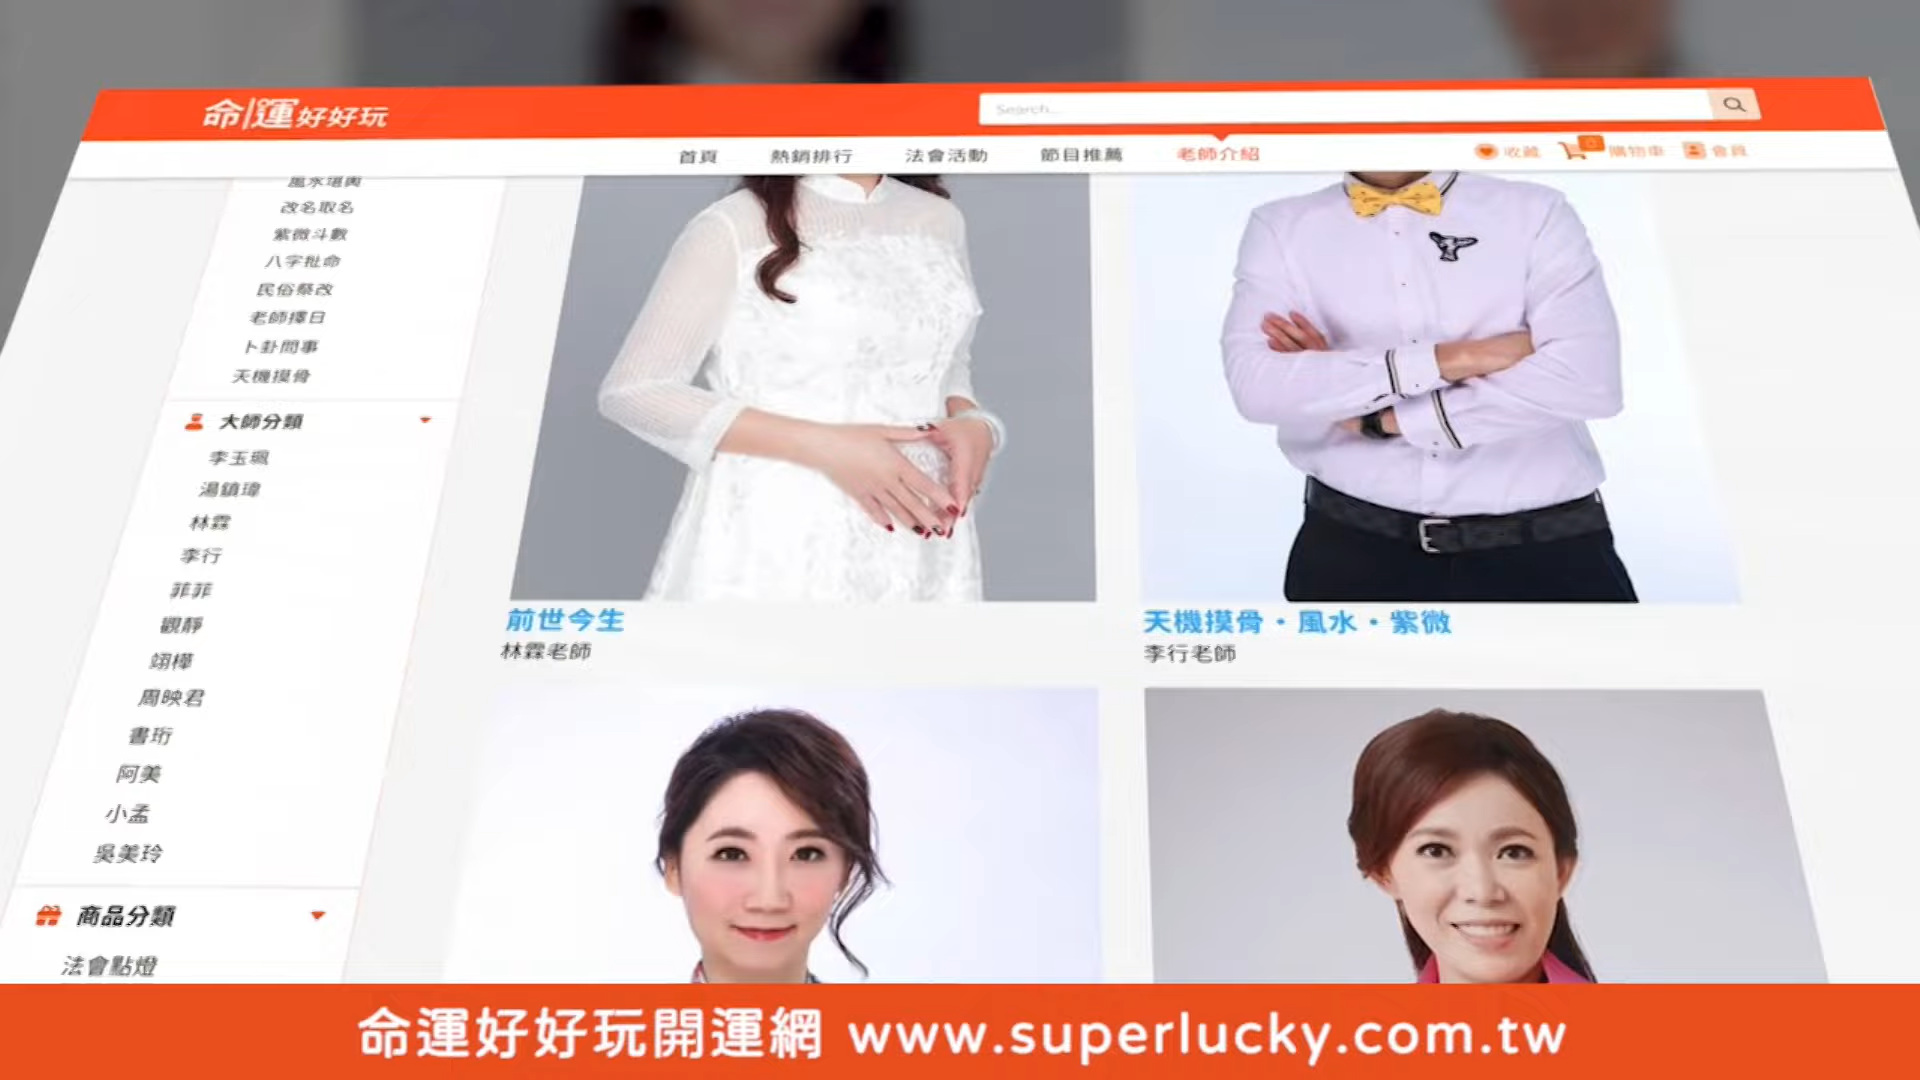 命運好好玩
Search...
首頁 熱銷排行 法會活動 節目推薦 老師介紹
收藏 0 購物車 會員
風水堪輿
改名取名
紫微斗數
八字批命
民俗祭改
老師擇日
卜卦問事
天機摸骨
大師分類
李玉珮
湯鎮瑋
林霖
李行
菲菲
觀靜
翊樺
周映君
書珩
阿美
小孟
吳美玲
商品分類
法會點燈
前世今生
林霖老師
天機摸骨・風水・紫微
李行老師
命運好好玩開運網 www.superlucky.com.tw